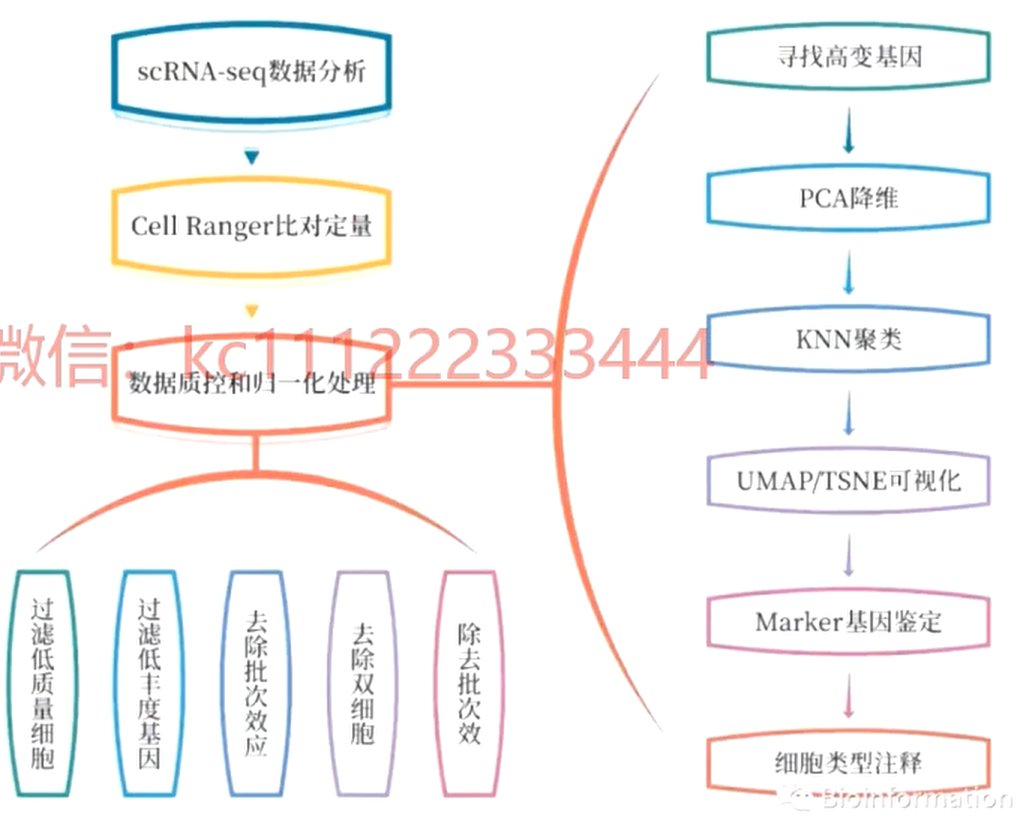 scRNA-seq数据分析
Cell Ranger比对定量
微信：kc111222333444
数据质控和归一化处理
过滤低质量细胞
过滤低丰度基因
去除批次效应
去除双细胞
除去批次效
寻找高变基因
PCA降维
KNN聚类
UMAP/TSNE可视化
Marker基因鉴定
细胞类型注释
Bioinformation